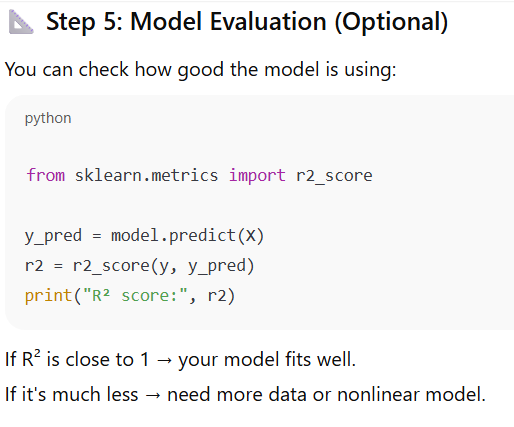 📐 Step 5: Model Evaluation (Optional)
You can check how good the model is using:
python
from sklearn.metrics import r2_score
y_pred = model.predict(X)
r2 = r2_score(y, y_pred)
print("R² score:", r2)
If R² is close to 1 → your model fits well.
If it's much less → need more data or nonlinear model.